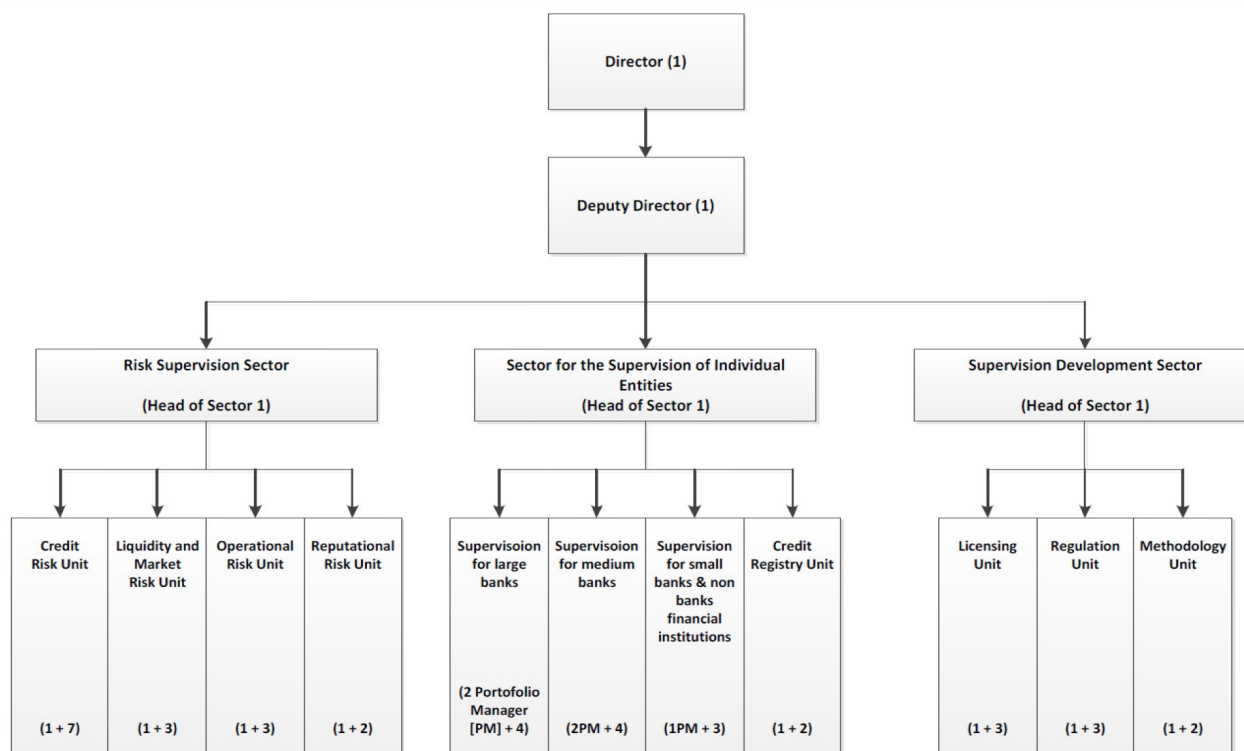 Director (1)
Deputy Director (1)
Risk Supervision Sector
(Head of Sector 1)
Sector for the Supervision of Individual
Entities
(Head of Sector 1)
Supervision Development Sector
(Head of Sector 1)
Credit
Risk Unit
(1 + 7)
Liquidity and
Market
Risk Unit
(1 + 3)
Operational
Risk Unit
(1 + 3)
Reputational
Risk Unit
(1 + 2)
Supervisoion
for large
banks
(2 Portofolio
Manager
[PM] + 4)
Supervisoion
for medium
banks
(2PM + 4)
Supervision
for small
banks & non
banks
financial
institutions
(1PM + 3)
Credit
Registry Unit
(1 + 2)
Licensing
Unit
(1 + 3)
Regulation
Unit
(1 + 3)
Methodology
Unit
(1 + 2)